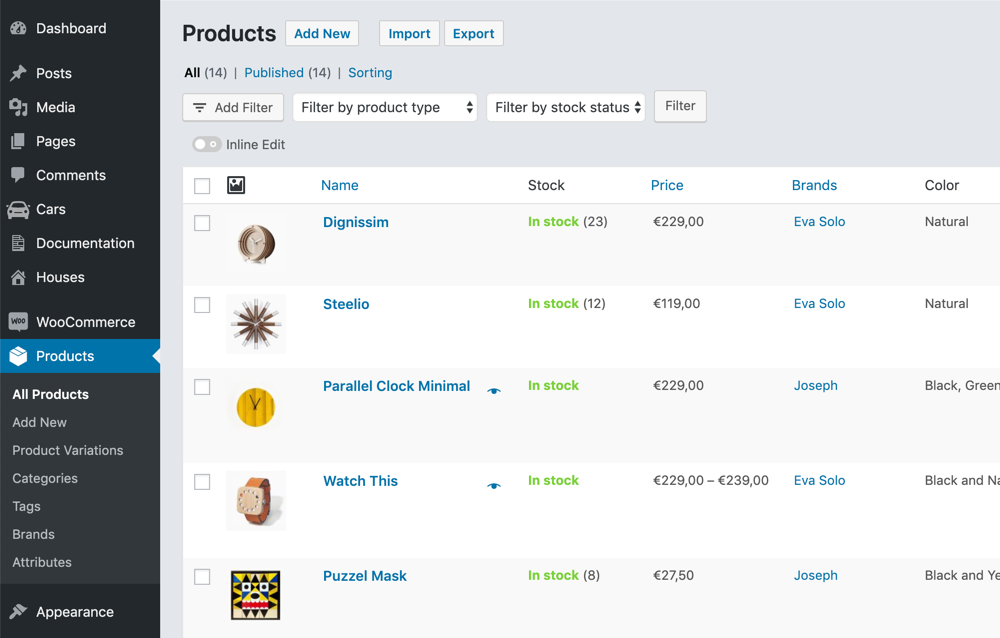 Dashboard
Posts
Media
Pages
Comments
Cars
Documentation
Houses
WOO WooCommerce
Products
All Products
Add New
Product Variations
Categories
Tags
Brands
Attributes
Appearance
Products Add New Import Export
All (14) | Published (14) | Sorting
Add Filter Filter by product type Filter by stock status Filter
Inline Edit
Name Stock Price Brands Color
Dignissim In stock (23) €229,00 Eva Solo Natural
Steelio In stock (12) €119,00 Eva Solo Natural
Parallel Clock Minimal In stock €229,00 Joseph Black, Green
Watch This In stock €229,00 – €239,00 Eva Solo Black and Na
Puzzel Mask In stock (8) €27,50 Joseph Black and Ye